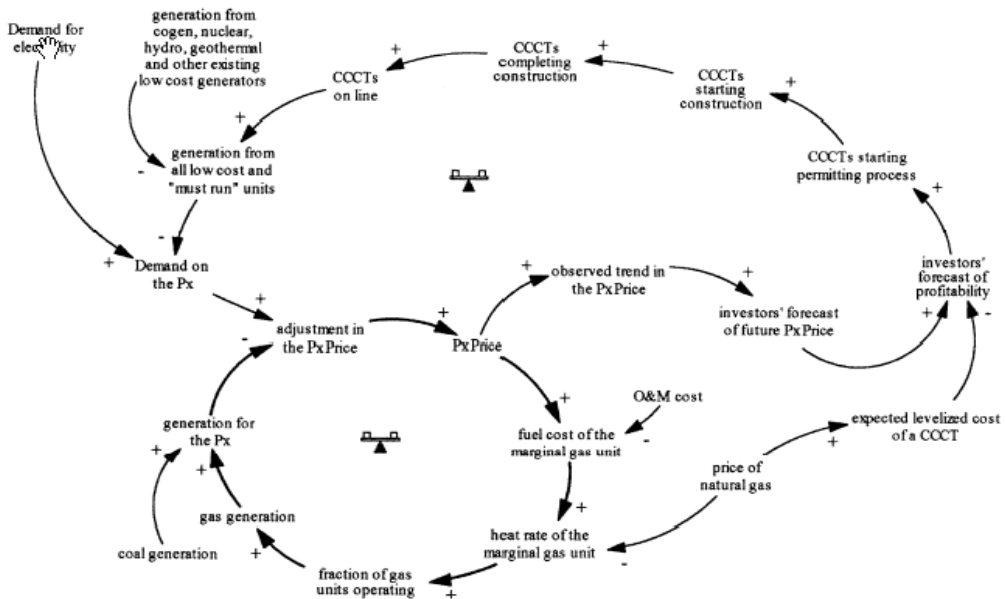 Demand for
electricity
generation from
cogen, nuclear,
hydro, geothermal
and other existing
low cost generators
-
generation from
all low cost and
"must run" units
+
CCCTs
on line
+
CCCTs
completing
construction
+
CCCTs
starting
construction
+
CCCTs starting
permitting process
+
investors'
forecast of
profitability
+
-
-
+
Demand on
the Px
+
adjustment in
the PxPrice
-
+
PxPrice
+
observed trend in
the PxPrice
+
investors' forecast
of future PxPrice
+
O&M cost
-
fuel cost of the
marginal gas unit
expected levelized cost
of a CCCT
+
price of
natural gas
generation for
the Px
+
+
gas generation
+
coal generation
+
heat rate of the
marginal gas unit
-
fraction of gas
units operating
+